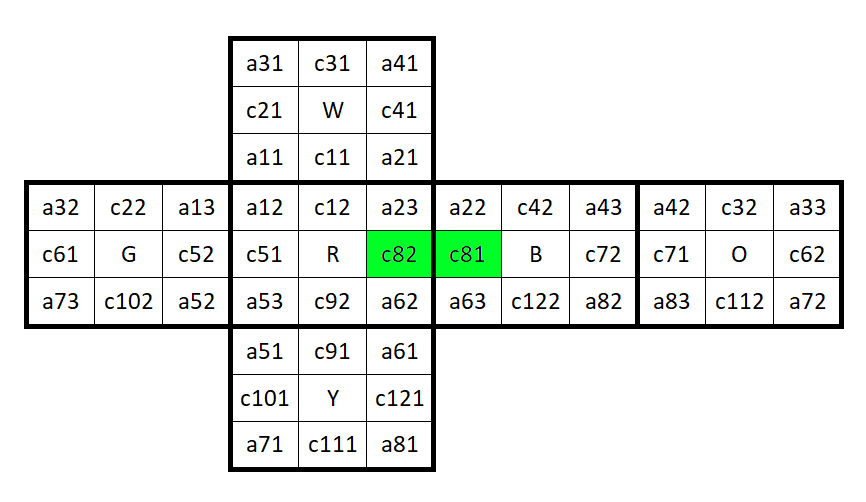 a31 c31 a41
c21 W c41
a11 c11 a21
a32 c22 a13 a12 c12 a23 a22 c42 a43 a42 c32 a33
c61 G c52 c51 R c82 c81 B c72 c71 O c62
a73 c102 a52 a53 c92 a62 a63 c122 a82 a83 c112 a72
a51 c91 a61
c101 Y c121
a71 c111 a81